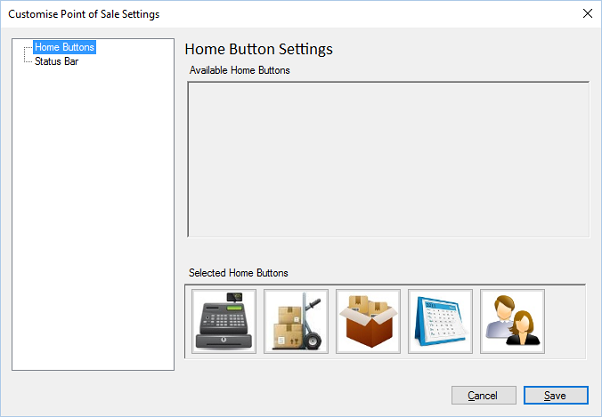 Customise Point of Sale Settings
Home Buttons
Status Bar
Home Button Settings
Available Home Buttons
Selected Home Buttons
Cancel
Save